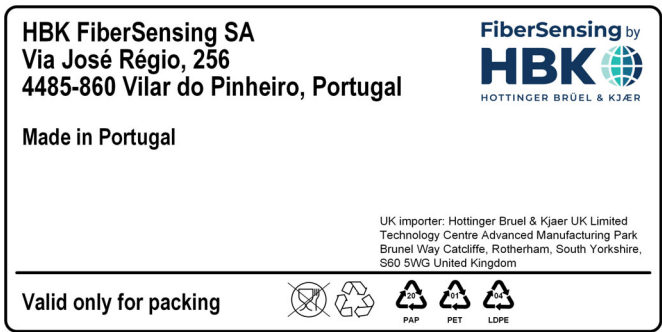 HBK FiberSensing SA
Via José Régio, 256
4485-860 Vilar do Pinheiro, Portugal
Made in Portugal
FiberSensing by
HBK
HOTTINGER BRÜEL & KJÆR
UK importer: Hottinger Bruel & Kjaer UK Limited
Technology Centre Advanced Manufacturing Park
Brunel Way Catcliffe, Rotherham, South Yorkshire,
S60 5WG United Kingdom
Valid only for packing
20 01 04
PAP PET LDPE